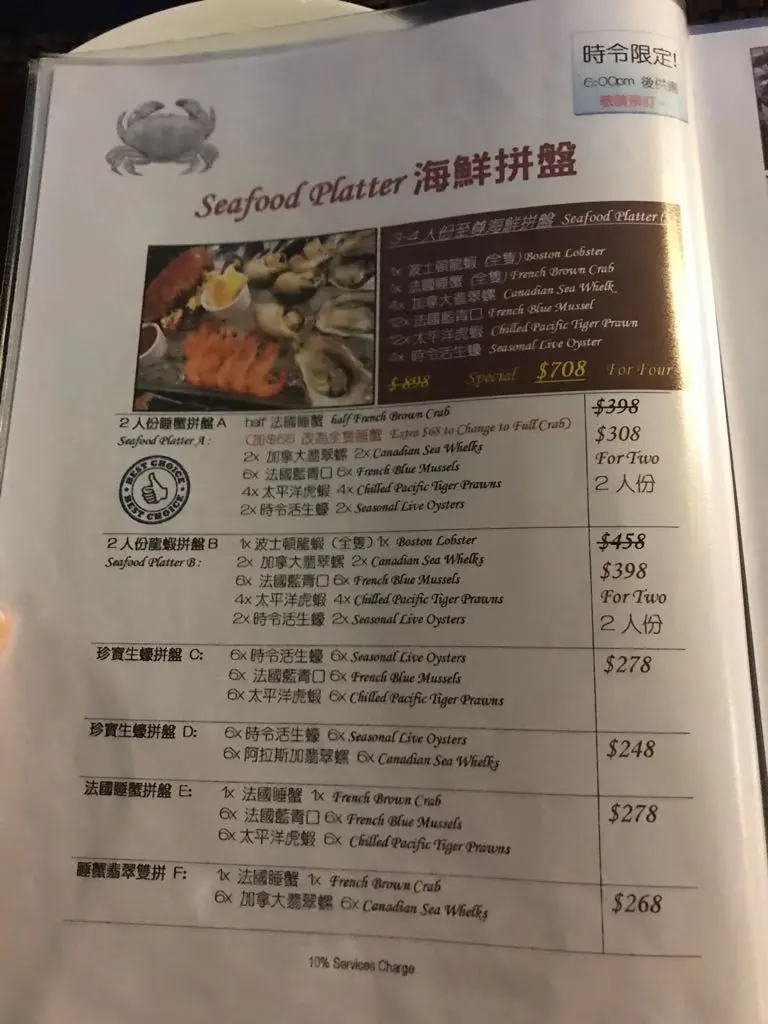 時令限定!
6:00pm 後供應
敬請預訂。
Seafood Platter 海鮮拼盤
3-4 人份至尊海鮮拼盤 Seafood Platter
1x 波士頓龍蝦 (全隻) Boston Lobster
1x 法國睡蟹 (全隻) French Brown Crab
4x 加拿大翡翠螺 Canadian Sea Whelk
12x 法國藍青口 French Blue Mussel
12x 太平洋虎蝦 Chilled Pacific Tiger Prawn
4x 時令活生蠔 Seasonal Live Oyster
$ 898 Special $708 For Four
2 人份睡蟹拼盤 A half 法國睡蟹 half French Brown Crab $398
Seafood Platter A : (加$68 改為全隻睡蟹 Extra $68 to Change to Full Crab) $308
2x 加拿大翡翠螺 2x Canadian Sea Whelks For Two
BEST CHOICE 6x 法國藍青口 6x French Blue Mussels 2 人份
BEST CHOICE 4x 太平洋虎蝦 4x Chilled Pacific Tiger Prawns
2x 時令活生蠔 2x Seasonal Live Oysters
2 人份龍蝦拼盤 B 1x 波士頓龍蝦 (全隻) 1x Boston Lobster $458
Seafood Platter B : 2x 加拿大翡翠螺 2x Canadian Sea Whelks $398
6x 法國藍青口 6x French Blue Mussels For Two
4x 太平洋虎蝦 4x Chilled Pacific Tiger Prawns 2 人份
2x 時令活生蠔 2x Seasonal Live Oysters
珍寶生蠔拼盤 C: 6x 時令活生蠔 6x Seasonal Live Oysters $278
6x 法國藍青口 6x French Blue Mussels
6x 太平洋虎蝦 6x Chilled Pacific Tiger Prawns
珍寶生蠔拼盤 D: 6x 時令活生蠔 6x Seasonal Live Oysters $248
6x 阿拉斯加翡翠螺 6x Canadian Sea Whelks
法國睡蟹拼盤 E: 1x 法國睡蟹 1x French Brown Crab $278
6x 法國藍青口 6x French Blue Mussels
6x 太平洋虎蝦 6x Chilled Pacific Tiger Prawns
睡蟹翡翠雙拼 F: 1x 法國睡蟹 1x French Brown Crab $268
6x 加拿大翡翠螺 6x Canadian Sea Whelks
10% Services Charge